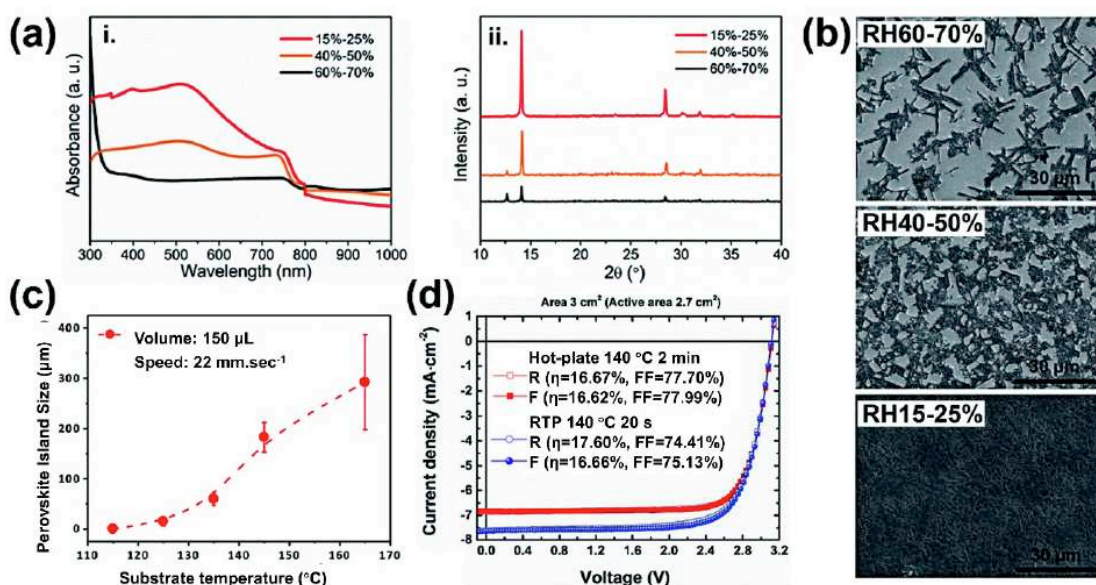 (a)
i.
15%-25%
40%-50%
60%-70%
Absorbance (a. u.)
300 400 500 600 700 800 900 1000
Wavelength (nm)
ii.
15%-25%
40%-50%
60%-70%
Intensity (a. u.)
10 15 20 25 30 35 40
2θ (°)
(b)
RH60-70%
30 μm
RH40-50%
30 μm
RH15-25%
30 μm
(c)
Volume: 150 μL
Speed: 22 mm.sec⁻¹
Perovskite Island Size (μm)
400
300
200
100
0
110 120 130 140 150 160 170
Substrate temperature (°C)
(d)
Area 3 cm² (Active area 2.7 cm²)
Hot-plate 140 °C 2 min
R (η=16.67%, FF=77.70%)
F (η=16.62%, FF=77.99%)
RTP 140 °C 20 s
R (η=17.60%, FF=74.41%)
F (η=16.66%, FF=75.13%)
Current density (mA·cm⁻²)
1
0
-1
-2
-3
-4
-5
-6
-7
-8
0.0 0.4 0.8 1.2 1.6 2.0 2.4 2.8 3.2
Voltage (V)